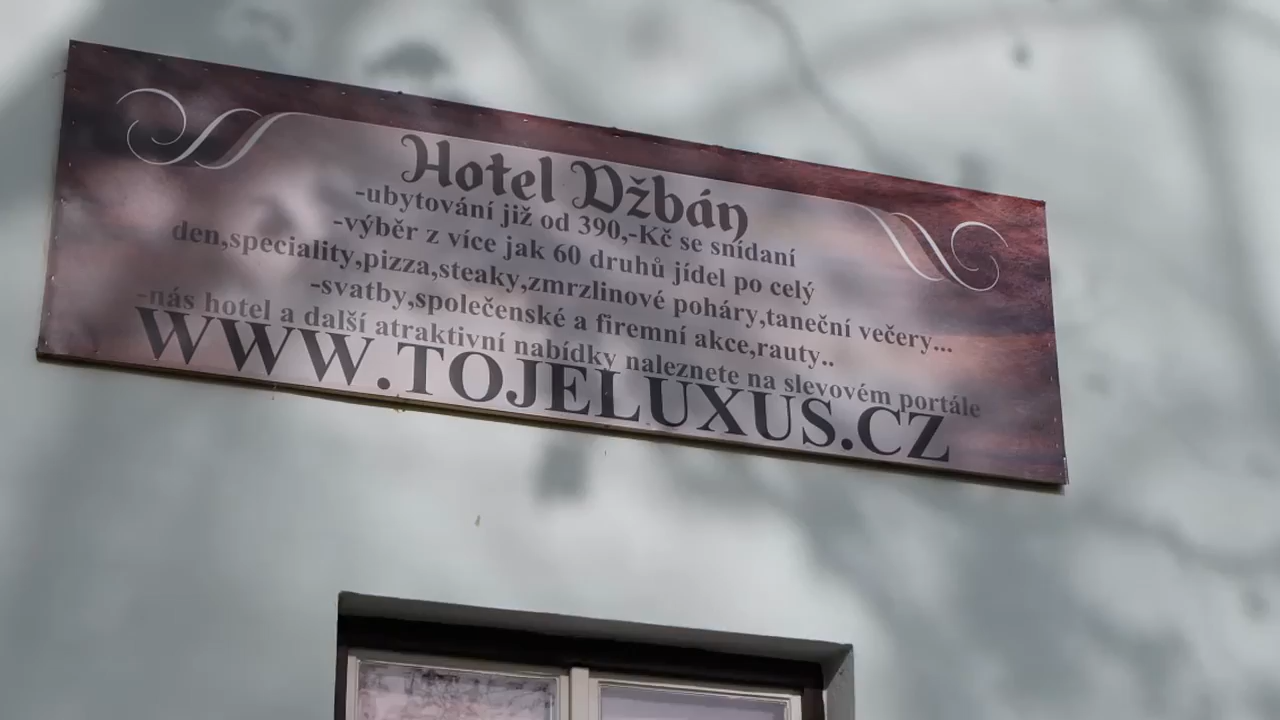 Hotel Džbán
-ubytování již od 390,-Kč se snídaní
-výběr z více jak 60 druhů jídel po celý
den,speciality,pizza,steaky,zmrzlinové poháry,taneční večery...
-svatby,společenské a firemní akce,rauty..
-nás hotel a další atraktivní nabídky naleznete na slevovém portále
WWW.TOJELUXUS.CZ